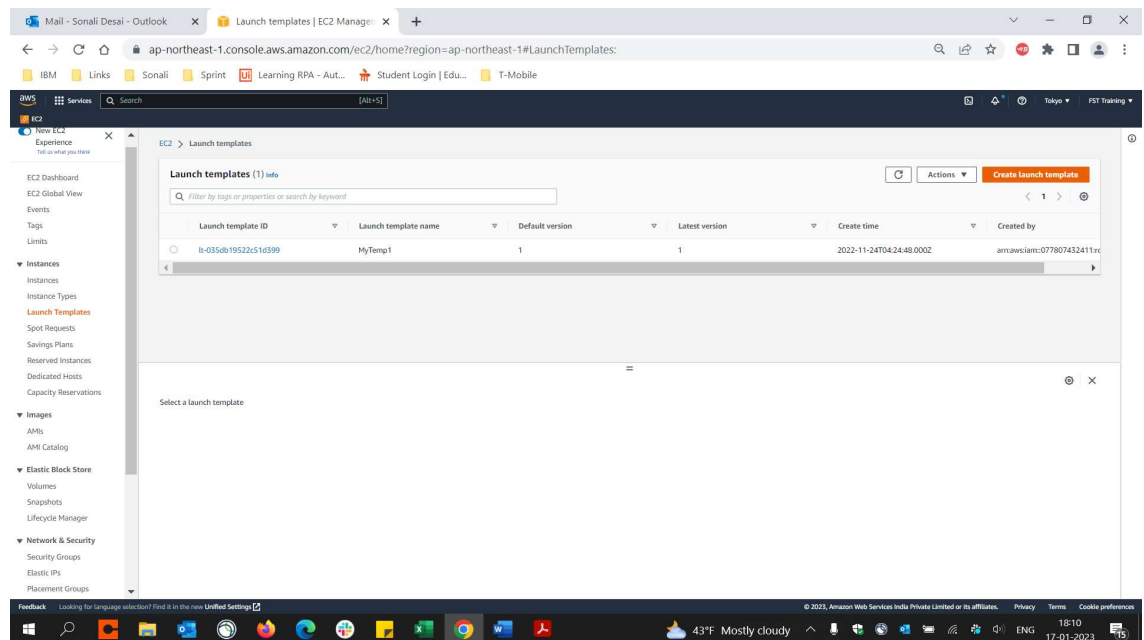 Mail - Sonali Desai - Outlook
Launch templates | EC2 Manager
ap-northeast-1.console.aws.amazon.com/ec2/home?region=ap-northeast-1#LaunchTemplates:
IBM Links Sonali Sprint Learning RPA - Aut... Student Login | Edu... T-Mobile
aws Services Search [Alt+S] Tokyo FST Training
EC2
New EC2
Experience
Tell us what you think
EC2 Dashboard
EC2 Global View
Events
Tags
Limits
Instances
Instances
Instance Types
Launch Templates
Spot Requests
Savings Plans
Reserved Instances
Dedicated Hosts
Capacity Reservations
Images
AMIs
AMI Catalog
Elastic Block Store
Volumes
Snapshots
Lifecycle Manager
Network & Security
Security Groups
Elastic IPs
Placement Groups
EC2 > Launch templates
Launch templates (1) Info
Actions Create launch template
Filter by tags or properties or search by keyword
1
Launch template ID Launch template name Default version Latest version Create time Created by
lt-035db19522c51d399 MyTemp1 1 1 2022-11-24T04:24:48.000Z arn:aws:iam::077807432411:ro
Select a launch template
Feedback Looking for language selection? Find it in the new Unified Settings © 2023, Amazon Web Services India Private Limited or its affiliates. Privacy Terms Cookie preferences
43°F Mostly cloudy ENG 18:10
17-01-2023 15